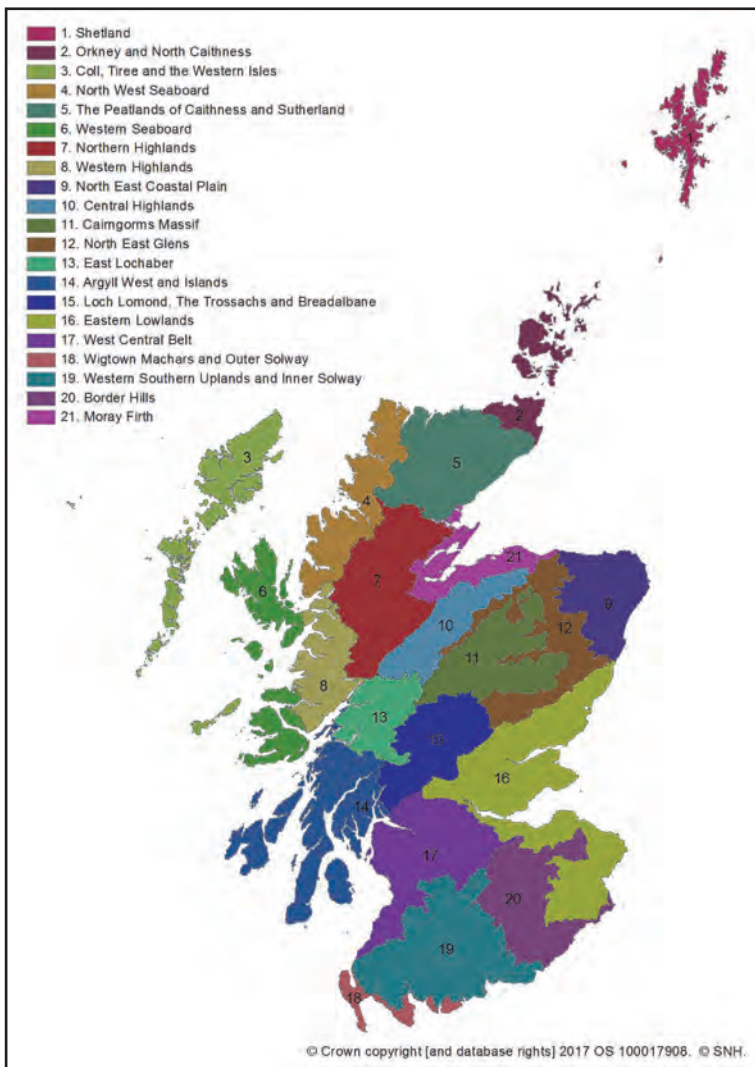 1. Shetland
2. Orkney and North Caithness
3. Coll, Tiree and the Western Isles
4. North West Seaboard
5. The Peatlands of Caithness and Sutherland
6. Western Seaboard
7. Northern Highlands
8. Western Highlands
9. North East Coastal Plain
10. Central Highlands
11. Cairngorms Massif
12. North East Glens
13. East Lochaber
14. Argyll West and Islands
15. Loch Lomond, The Trossachs and Breadalbane
16. Eastern Lowlands
17. West Central Belt
18. Wigtown Machars and Outer Solway
19. Western Southern Uplands and Inner Solway
20. Border Hills
21. Moray Firth
1
2
3
5
4
21
6
7
9
10
12
11
8
13
15
16
14
17
20
19
18
© Crown copyright [and database rights] 2017 OS 100017908. © SNH.